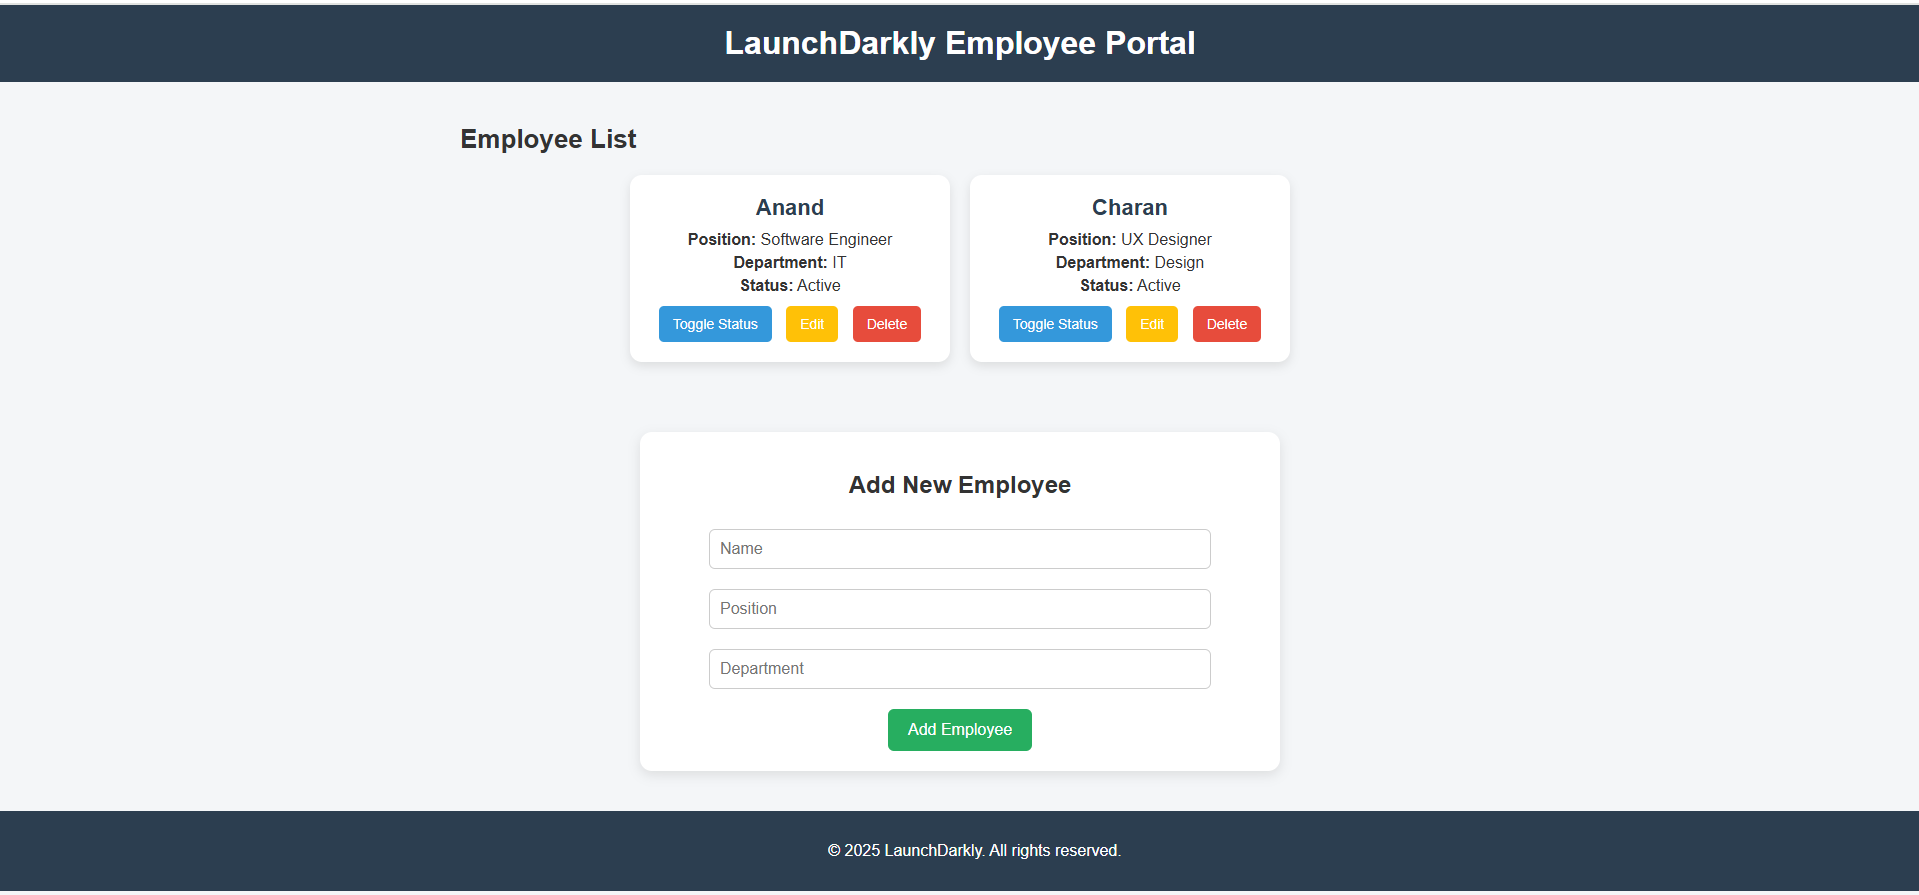 LaunchDarkly Employee Portal
Employee List
Anand
Position: Software Engineer
Department: IT
Status: Active
Toggle Status Edit Delete
Charan
Position: UX Designer
Department: Design
Status: Active
Toggle Status Edit Delete
Add New Employee
Name
Position
Department
Add Employee
© 2025 LaunchDarkly. All rights reserved.